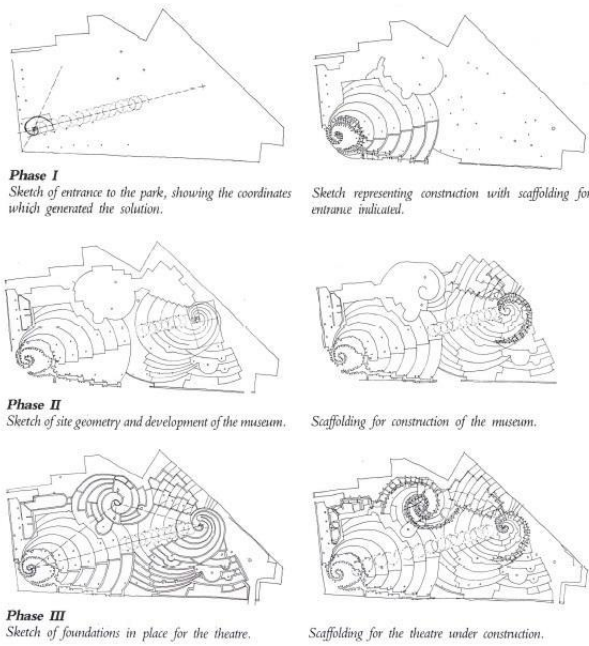 Phase I
Sketch of entrance to the park, showing the coordinates
which generated the solution.
Sketch representing construction with scaffolding for
entrance indicated.
Phase II
Sketch of site geometry and development of the museum.
Scaffolding for construction of the museum.
Phase III
Sketch of foundations in place for the theatre.
Scaffolding for the theatre under construction.